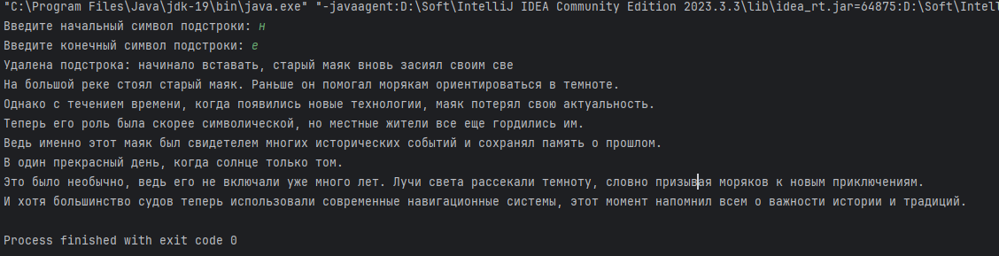 "C:\Program Files\Java\jdk-19\bin\java.exe" "-javaagent:D:\Soft\IntelliJ IDEA Community Edition 2023.3.3\lib\idea_rt.jar=64875:D:\Soft\Intell
Введите начальный символ подстроки: н
Введите конечный символ подстроки: е
Удалена подстрока: начинало вставать, старый маяк вновь засиял своим све
На большой реке стоял старый маяк. Раньше он помогал морякам ориентироваться в темноте.
Однако с течением времени, когда появились новые технологии, маяк потерял свою актуальность.
Теперь его роль была скорее символической, но местные жители все еще гордились им.
Ведь именно этот маяк был свидетелем многих исторических событий и сохранял память о прошлом.
В один прекрасный день, когда солнце только том.
Это было необычно, ведь его не включали уже много лет. Лучи света рассекали темноту, словно призывая моряков к новым приключениям.
И хотя большинство судов теперь использовали современные навигационные системы, этот момент напомнил всем о важности истории и традиций.
Process finished with exit code 0